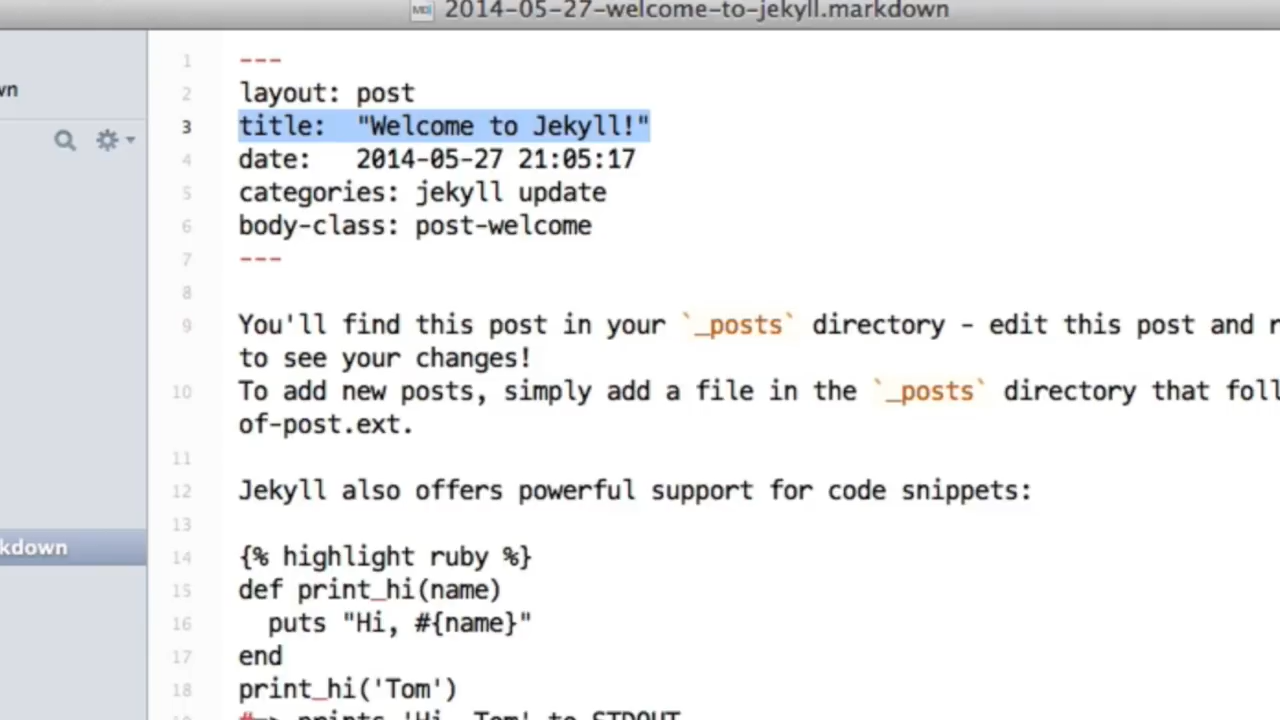 2014-05-27-welcome-to-jekyll.markdown
wn
1 ---
2 layout: post
3 title:  "Welcome to Jekyll!"
4 date:   2014-05-27 21:05:17
5 categories: jekyll update
6 body-class: post-welcome
7 ---
8
9 You'll find this post in your `_posts` directory - edit this post and r
to see your changes!
10 To add new posts, simply add a file in the `_posts` directory that foll
of-post.ext.
11
12 Jekyll also offers powerful support for code snippets:
13
kdown
14 {% highlight ruby %}
15 def print_hi(name)
16   puts "Hi, #{name}"
17 end
18 print_hi('Tom')
#=> prints 'Hi, Tom' to STDOUT